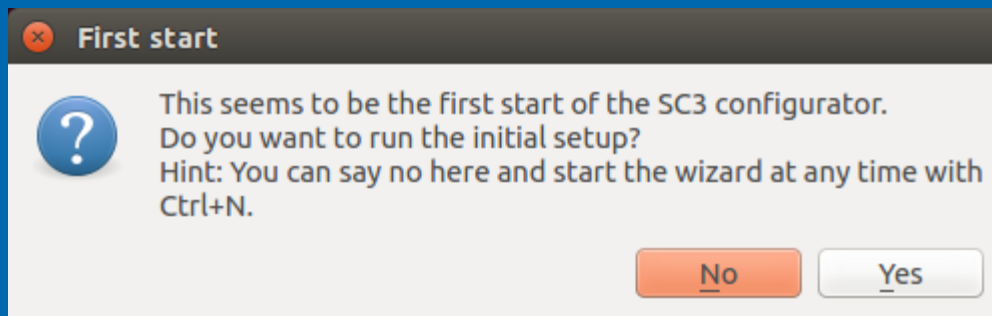 First start
This seems to be the first start of the SC3 configurator.
Do you want to run the initial setup?
Hint: You can say no here and start the wizard at any time with
Ctrl+N.
No Yes